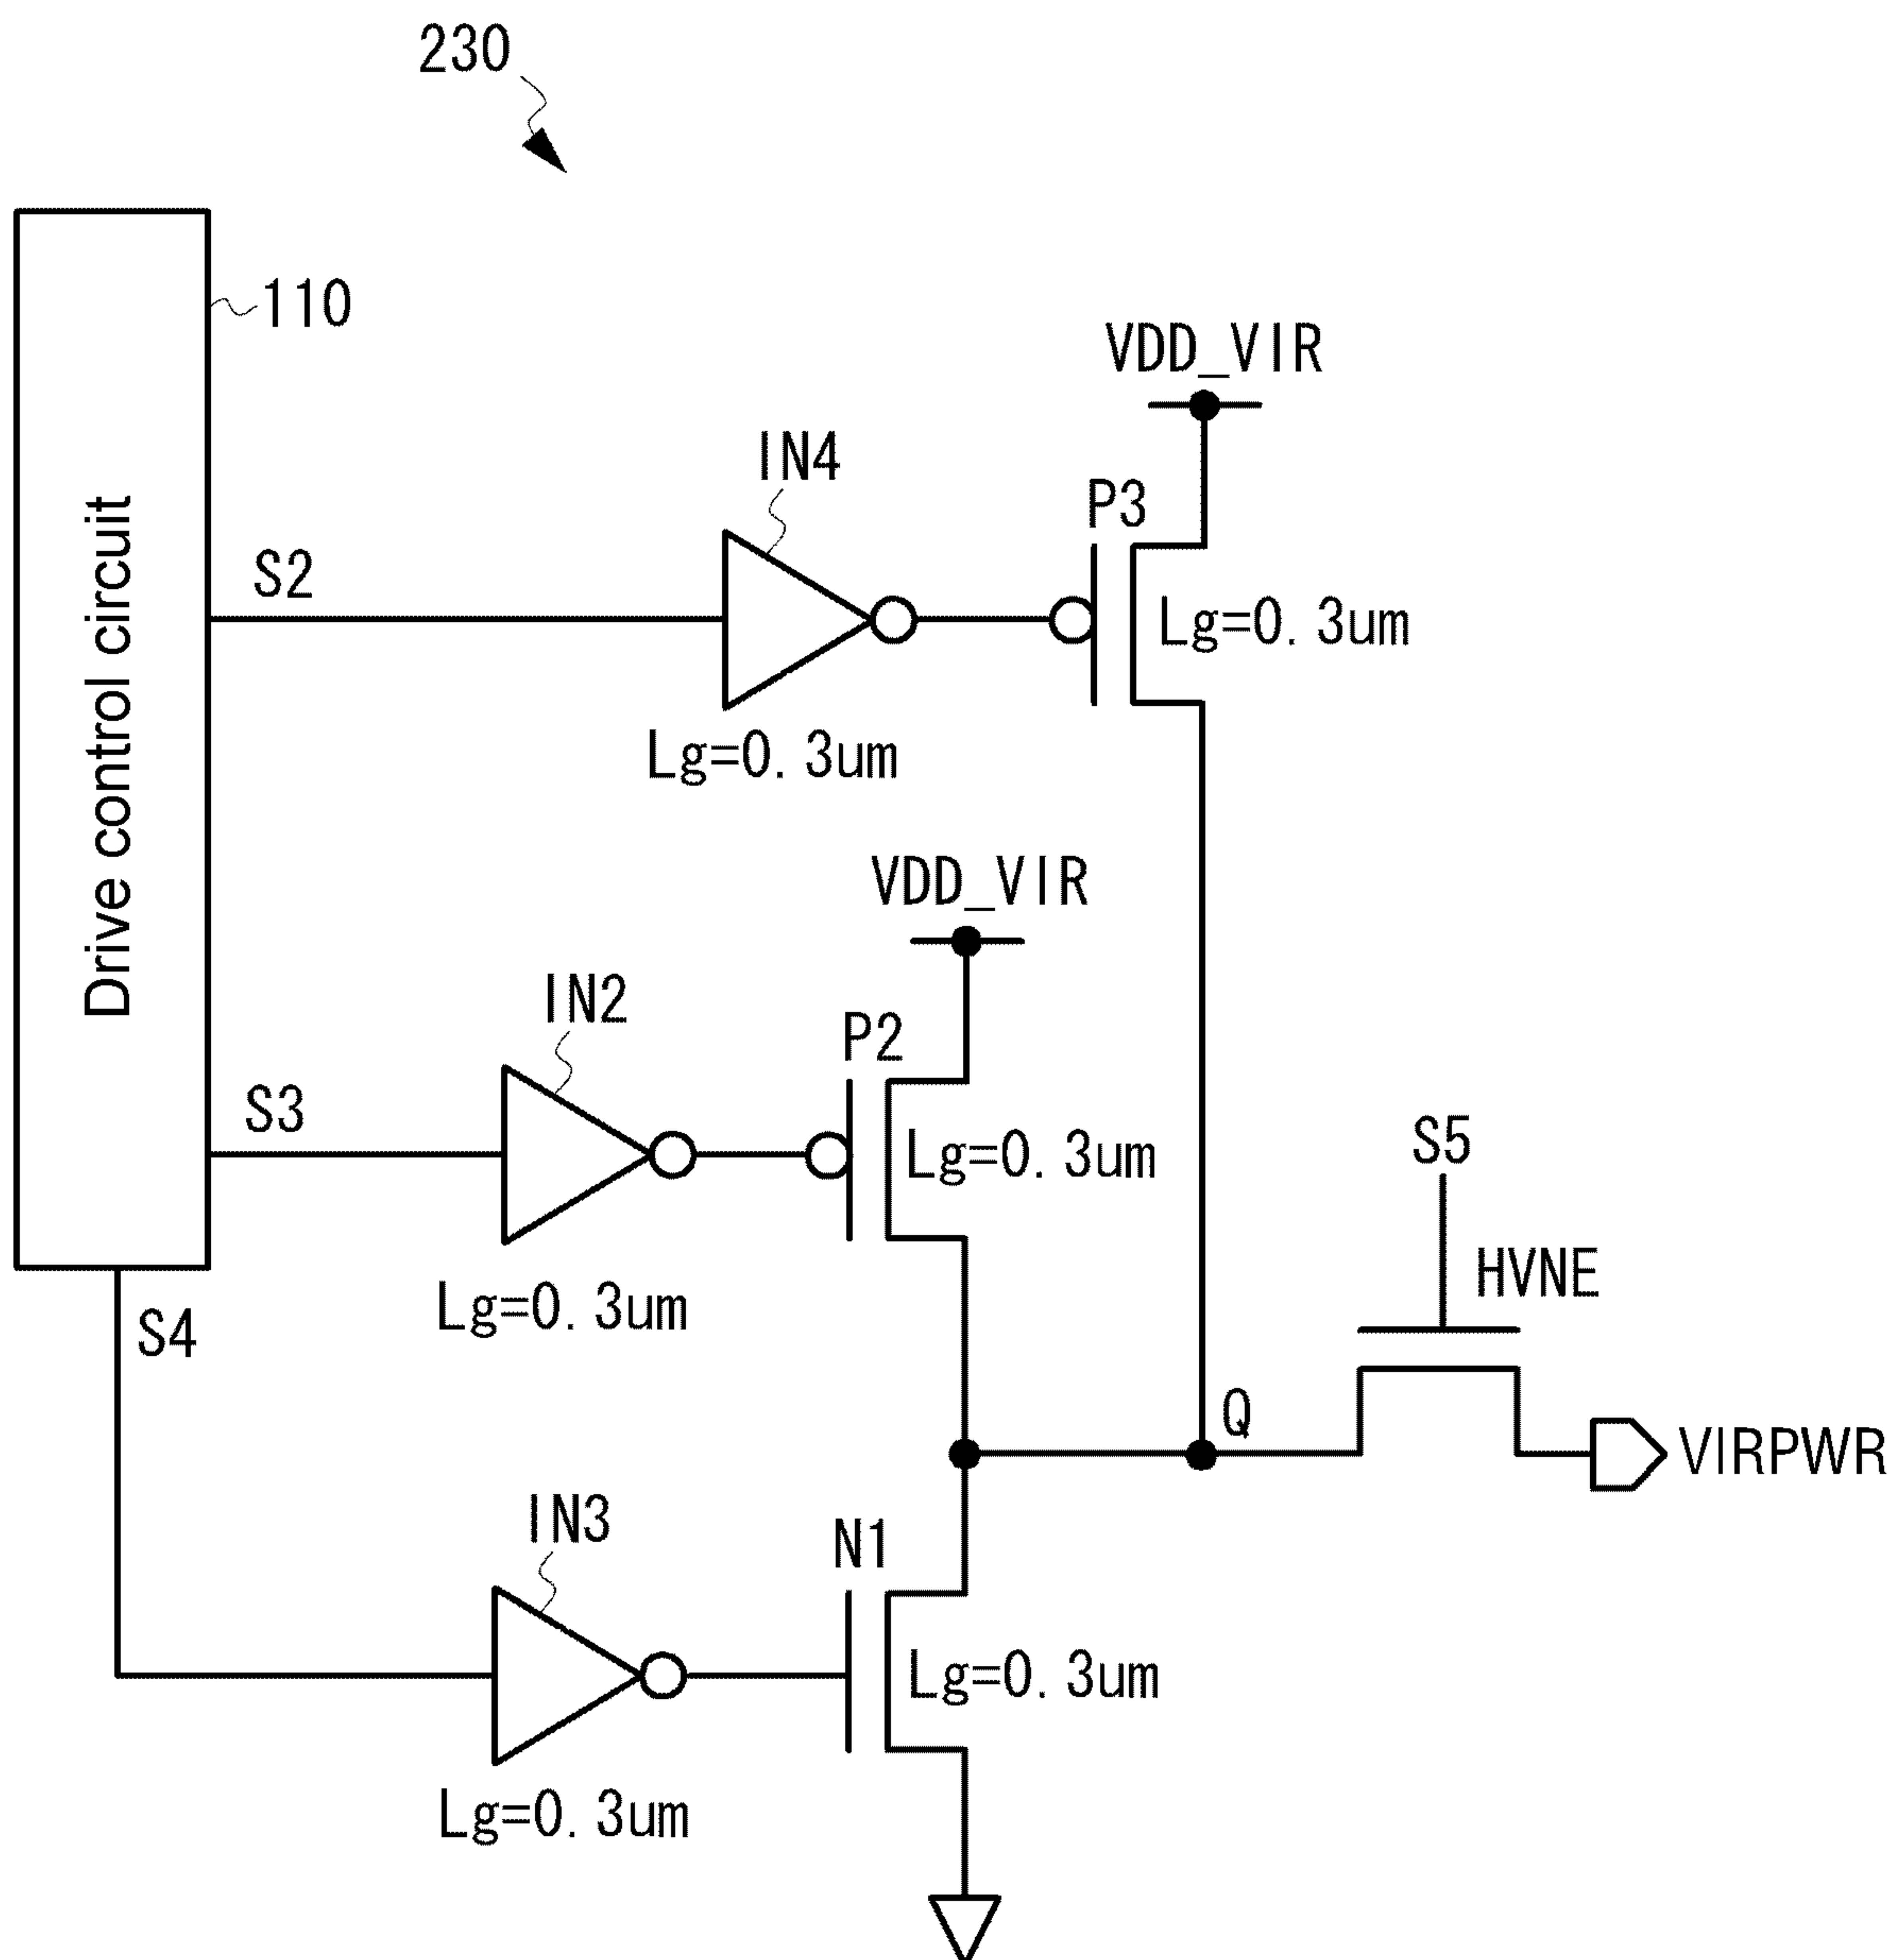 230
110
VDD_VIR
IN4
P3
S2
Lg=0.3um
Lg=0.3um
Drive control circuit
VDD_VIR
IN2
P2
S3
Lg=0.3um
S5
Lg=0.3um
HVNE
S4
Q
VIRPWR
IN3
N1
Lg=0.3um
Lg=0.3um